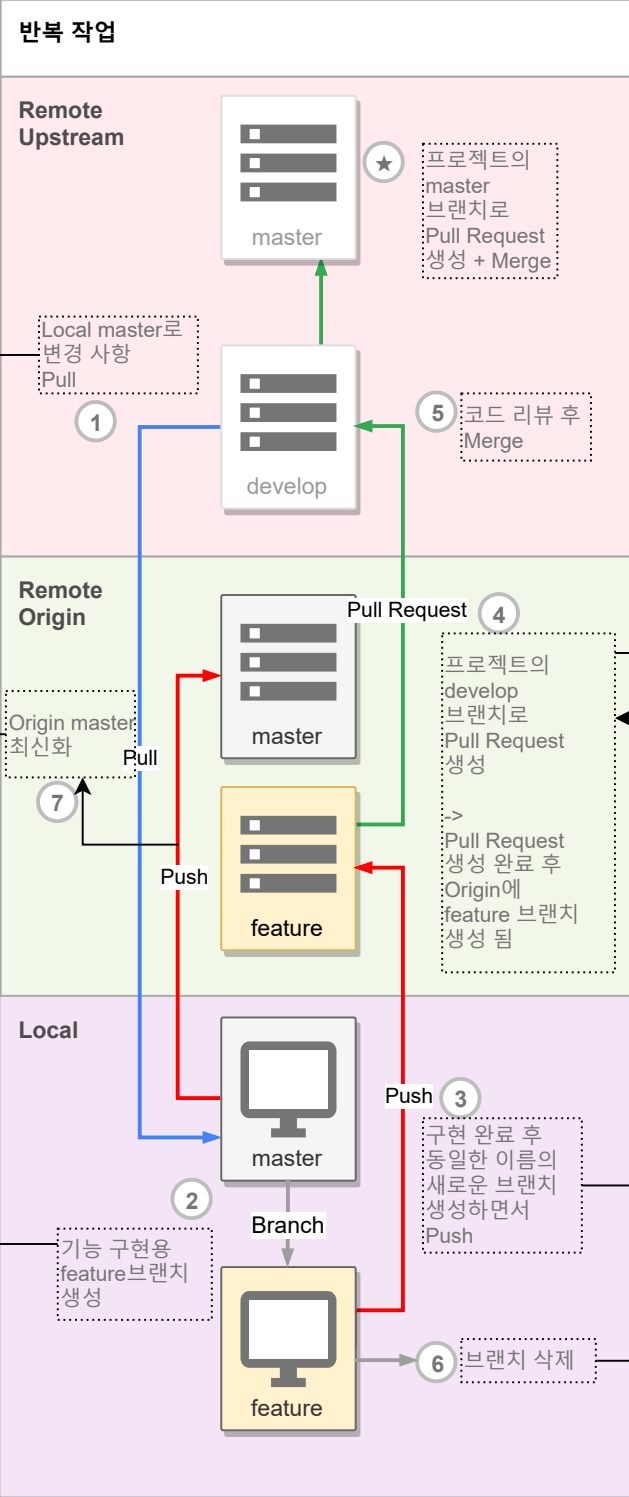 반복 작업
Remote
Upstream
master
★
프로젝트의
master
브랜치로
Pull Request
생성 + Merge
Local master로
변경 사항
Pull
1
develop
5
코드 리뷰 후
Merge
Remote
Origin
master
Pull Request
4
프로젝트의
develop
브랜치로
Pull Request
생성
->
Pull Request
생성 완료 후
Origin에
feature 브랜치
생성 됨
Origin master
최신화
7
Pull
Push
feature
Local
master
Push
3
구현 완료 후
동일한 이름의
새로운 브랜치
생성하면서
Push
2
Branch
기능 구현용
feature브랜치
생성
feature
6
브랜치 삭제